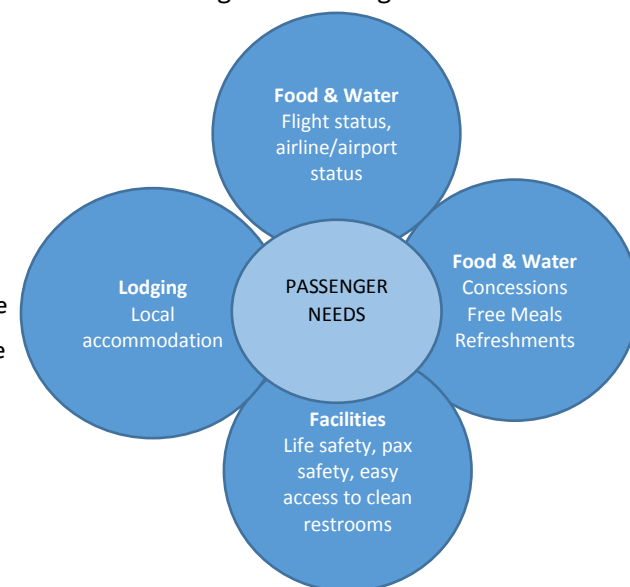 Food & Water
Flight status,
airline/airport
status
Food & Water
Concessions
Free Meals
Refreshments
PASSENGER
NEEDS
Lodging
Local
accommodation
Facilities
Life safety, pax
safety, easy
access to clean
restrooms